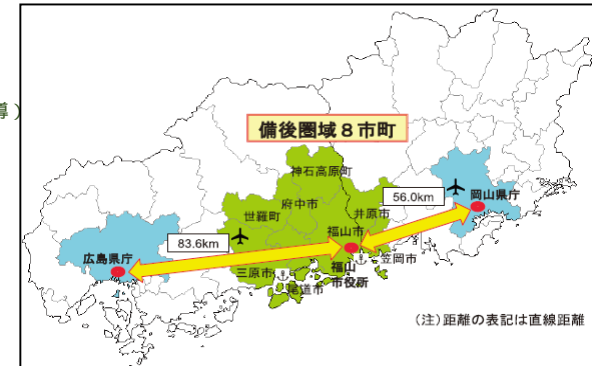 導)
備後圏域8市町
神石高原町
府中市
世羅町
井原市
福山市
56.0km
岡山県庁
83.6km
広島県庁
三原市
尾道市
福山
市役所
笠岡市
(注)距離の表記は直線距離